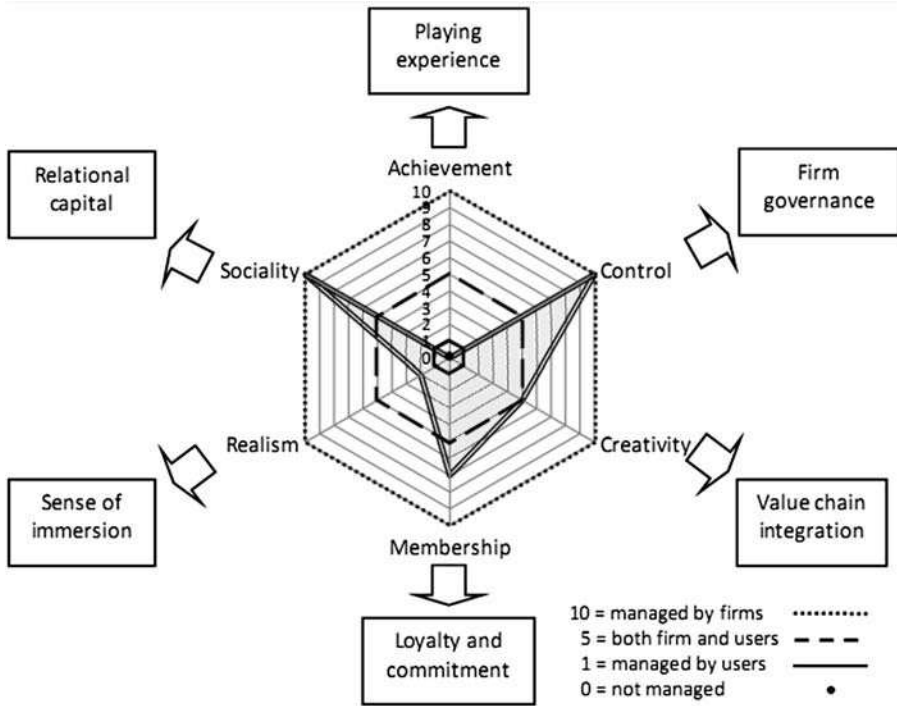 Playing
experience
Relational
capital
Achievement
Firm
governance
10
9
8
7
6
5
4
3
2
1
0
Sociality
Control
Realism
Creativity
Sense of
immersion
Membership
Value chain
integration
Loyalty and
commitment
10 = managed by firms
5 = both firm and users
1 = managed by users
0 = not managed